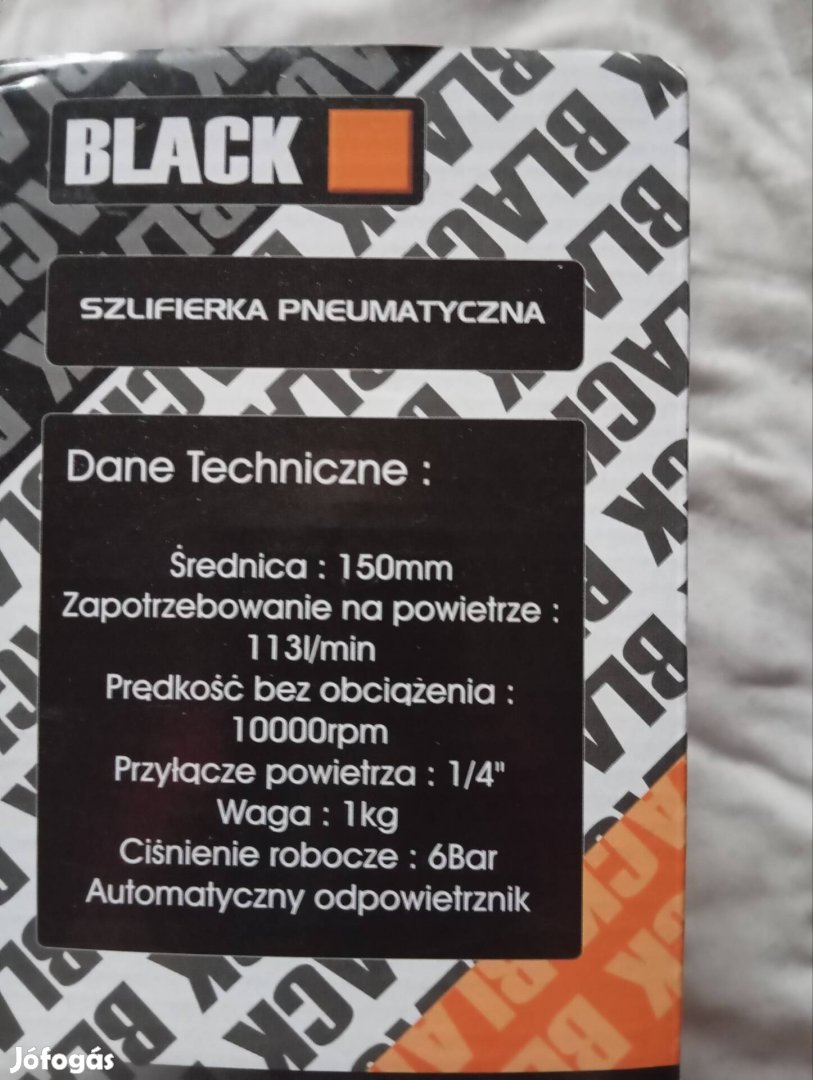 BLACK
SZLIFIERKA PNEUMATYCZNA
Dane Techniczne :
Średnica : 150mm
Zapotrzebowanie na powietrze :
113l/min
Prędkość bez obciążenia :
10000rpm
Przyłącze powietrza : 1/4"
Waga : 1kg
Ciśnienie robocze : 6Bar
Automatyczny odpowietrznik
Jófogás